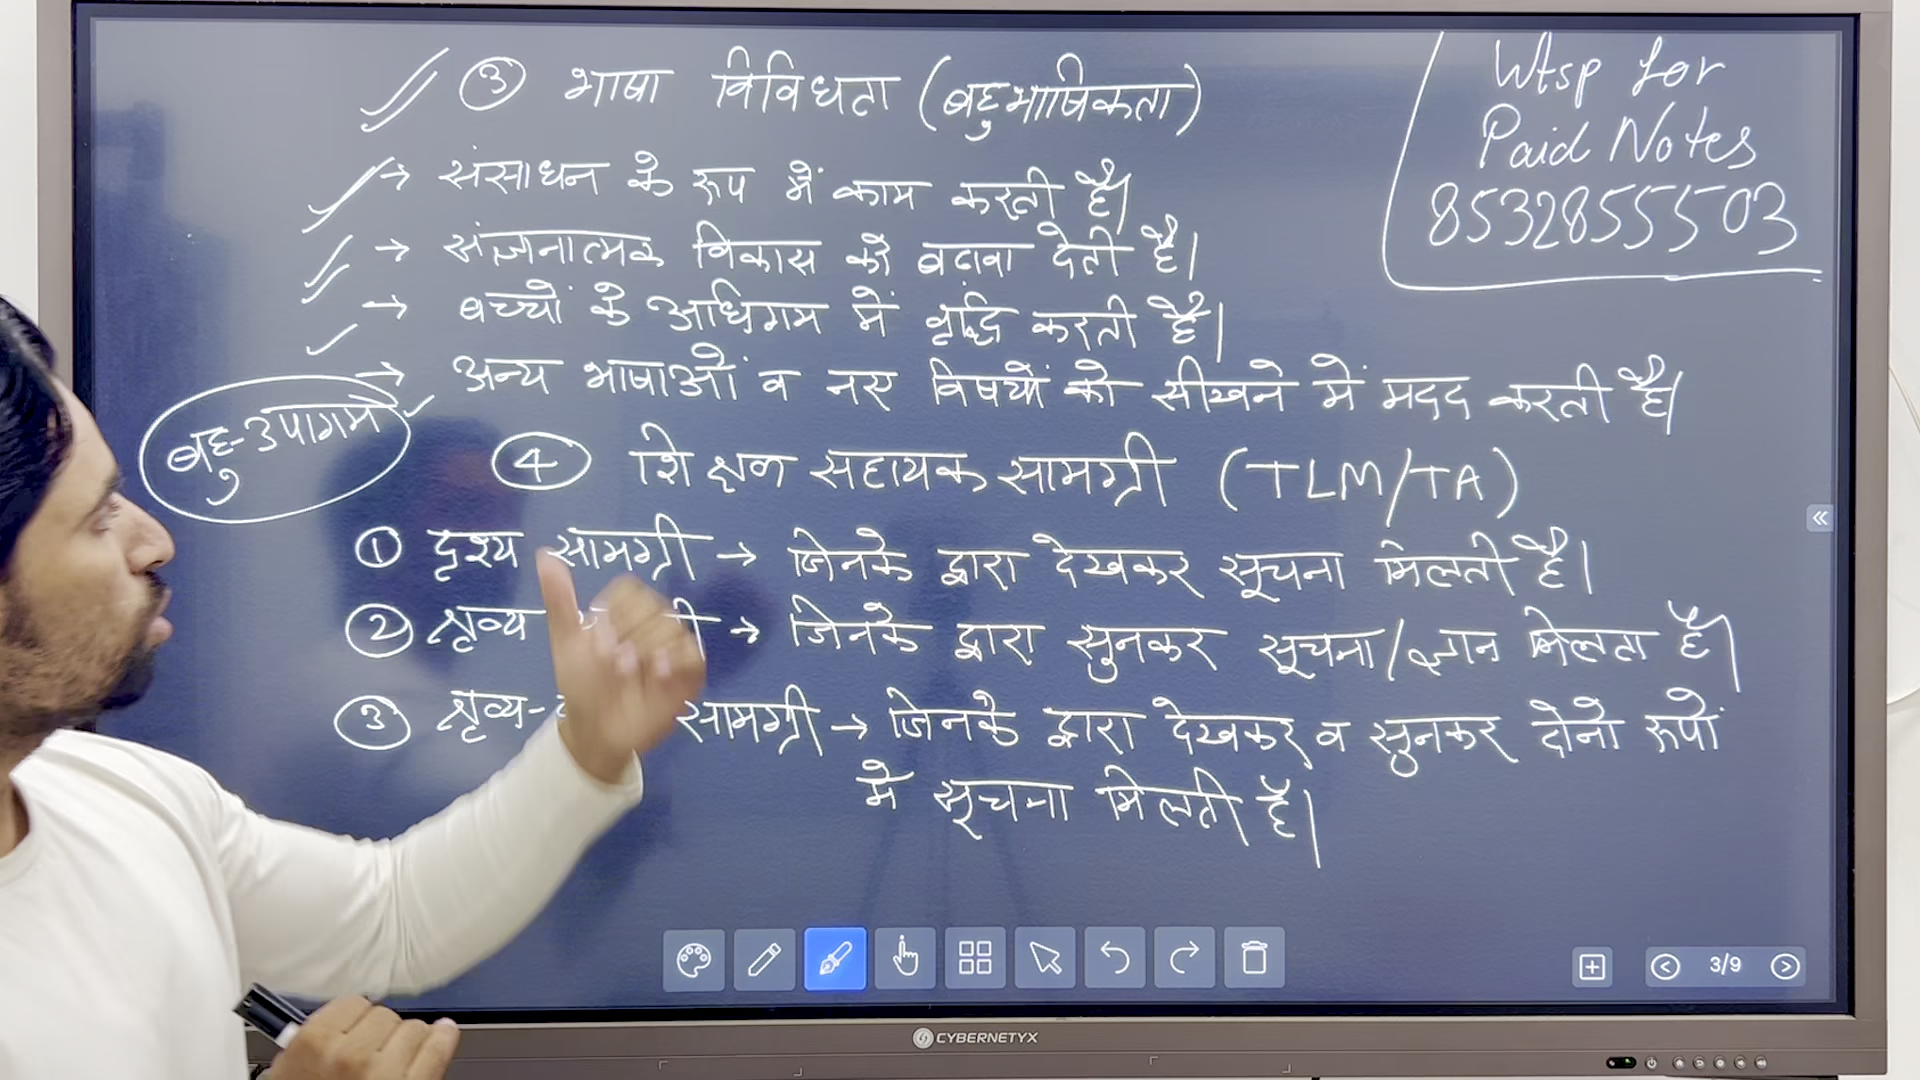 ③ भाषा विविधता (बहुभाषिकता)
→ संसाधन के रूप में काम करती है।
→ संज्ञनात्मक विकास को बढ़ावा देती है।
→ बच्चों के अधिगम में वृद्धि करती है।
→ अन्य भाषाओं व नए विषयों को सीखने में मदद करती है।
बहु-उपागम
④ शिक्षण सहायक सामग्री (TLM/TA)
① दृश्य सामग्री → जिनके द्वारा देखकर सूचना मिलती है।
② श्रृव्य → जिनके द्वारा सुनकर सूचना/ज्ञान मिलता है।
③ श्रृव्य- सामग्री → जिनके द्वारा देखकर व सुनकर दोनो रूपों
में सूचना मिलती है।
Wtsp for
Paid Notes
8532855503
3/9
CYBERNETYX